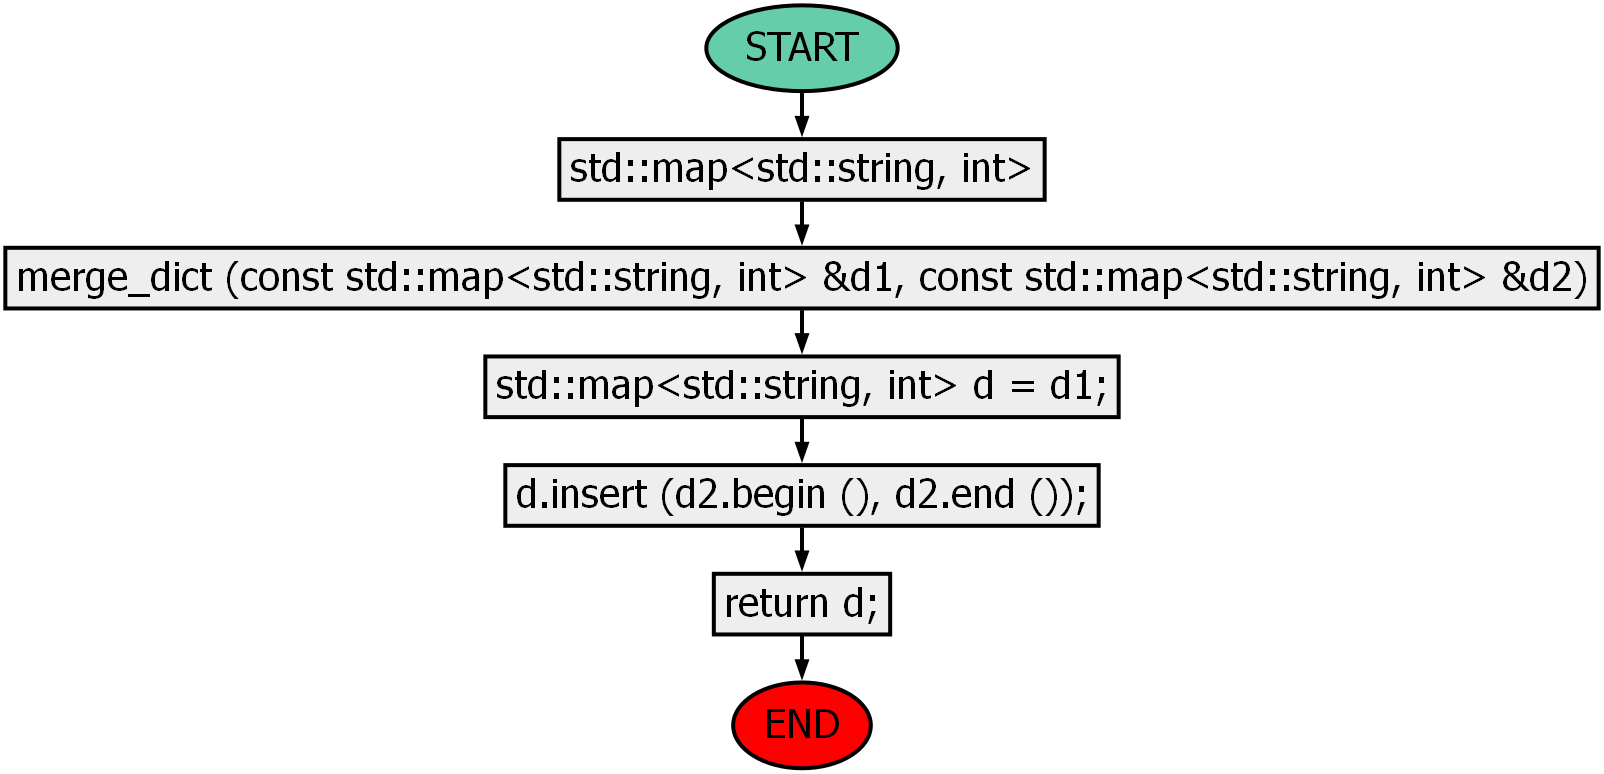 START
std::map<std::string, int>
merge_dict (const std::map<std::string, int> &d1, const std::map<std::string, int> &d2)
std::map<std::string, int> d = d1;
d.insert (d2.begin (), d2.end ());
return d;
END